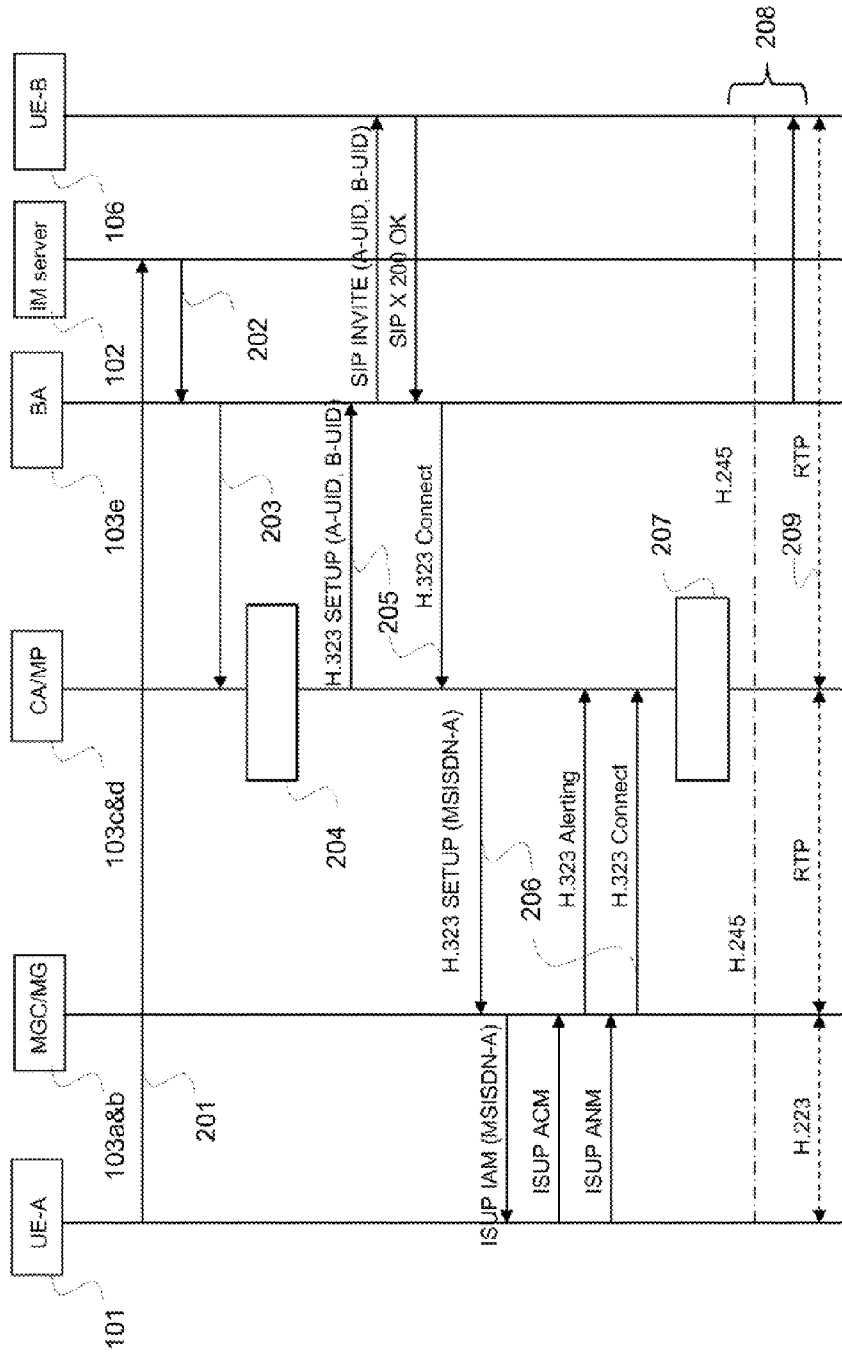 UE-A
MGC/MG
CA/MP
BA
IM server
UE-B
101
103a&b
103c&d
103e
102
106
201
202
203
204
H.323 SETUP (A-UID, B-UID)
SIP INVITE (A-UID, B-UID)
205
SIP X 200 OK
H.323 Connect
H.323 SETUP (MSISDN-A)
ISUP IAM (MSISDN-A)
206
ISUP ACM
H.323 Alerting
ISUP ANM
H.323 Connect
207
H.245
H.245
208
H.223
RTP
RTP
209